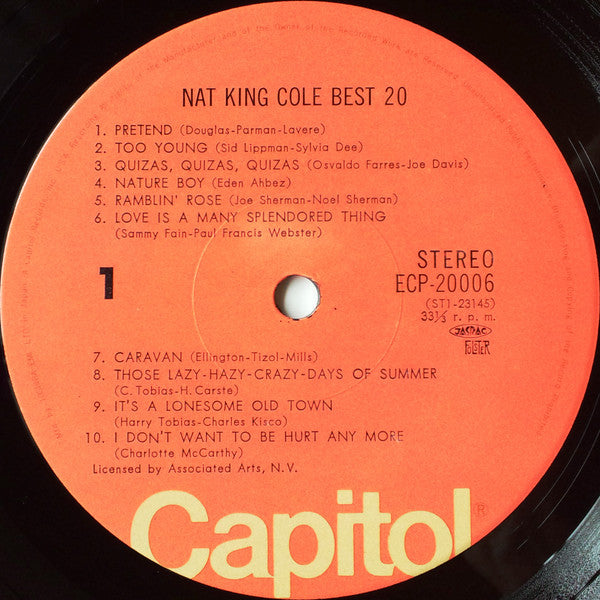 NAT KING COLE BEST 20
1. PRETEND (Douglas-Parman-Lavere)
2. TOO YOUNG (Sid Lippman-Sylvia Dee)
3. QUIZAS, QUIZAS, QUIZAS (Osvaldo Farres-Joe Davis)
4. NATURE BOY (Eden Ahbez)
5. RAMBLIN' ROSE (Joe Sherman-Noel Sherman)
6. LOVE IS A MANY SPLENDORED THING
(Sammy Fain-Paul Francis Webster)
1
STEREO
ECP-20006
(ST1-23145)
33⅓ r. p. m.
JASRAC
7. CARAVAN (Ellington-Tizol-Mills)
8. THOSE LAZY-HAZY-CRAZY-DAYS OF SUMMER
(C. Tobias-H. Carste)
9. IT'S A LONESOME OLD TOWN
(Harry Tobias-Charles Kisco)
10. I DON'T WANT TO BE HURT ANY MORE
(Charlotte McCarthy)
Licensed by Associated Arts, N.V.
Capitol®